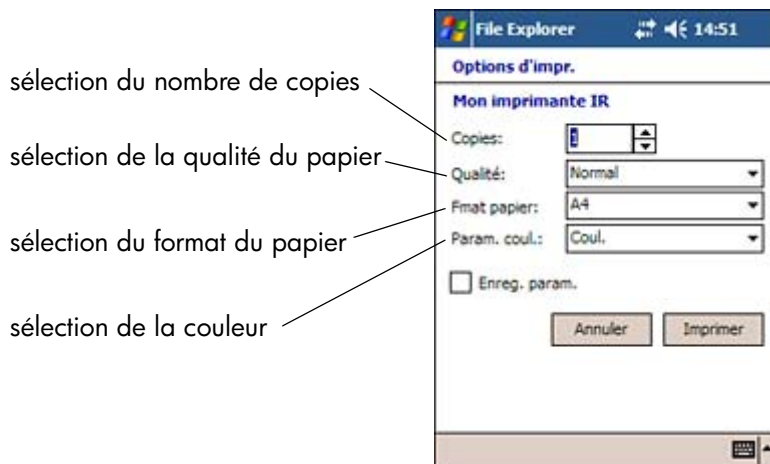 File Explorer 14:51
Options d'impr.
Mon imprimante IR
sélection du nombre de copies
Copies: 1
sélection de la qualité du papier
Qualité: Normal
sélection du format du papier
Fmat papier: A4
Param. coul.: Coul.
sélection de la couleur
Enreg. param.
Annuler Imprimer